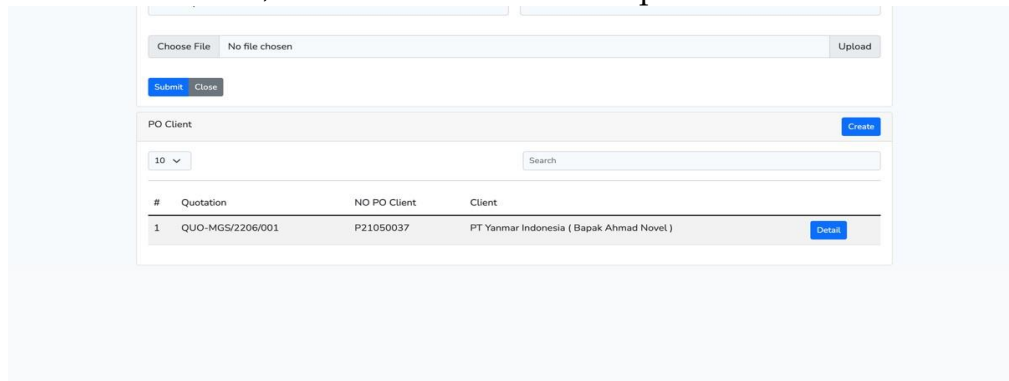 Choose File No file chosen Upload
Submit Close
PO Client Create
10 Search
# Quotation NO PO Client Client
1 QUO-MGS/2206/001 P21050037 PT Yanmar Indonesia ( Bapak Ahmad Novel ) Detail